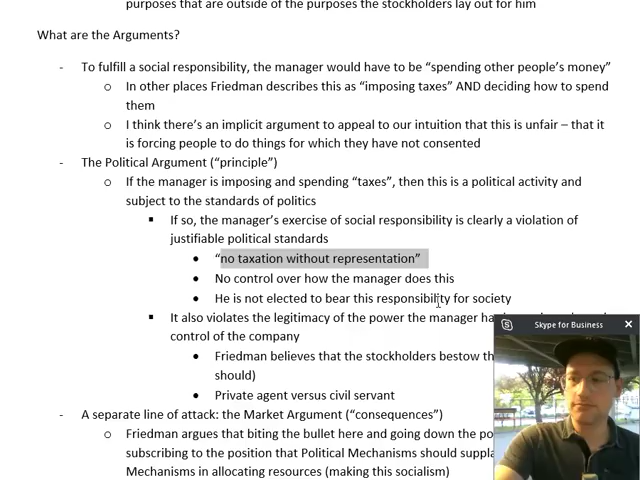 purposes that are outside of the purposes the stockholders lay out for him
What are the Arguments?
- To fulfill a social responsibility, the manager would have to be “spending other people’s money”
o In other places Friedman describes this as “imposing taxes” AND deciding how to spend
them
o I think there’s an implicit argument to appeal to our intuition that this is unfair – that it
is forcing people to do things for which they have not consented
- The Political Argument (“principle”)
o If the manager is imposing and spending “taxes”, then this is a political activity and
subject to the standards of politics
▪ If so, the manager’s exercise of social responsibility is clearly a violation of
justifiable political standards
• “no taxation without representation”
• No control over how the manager does this
• He is not elected to bear this responsibility for society
▪ It also violates the legitimacy of the power the manager
control of the company
• Friedman believes that the stockholders bestow
should)
• Private agent versus civil servant
- A separate line of attack: the Market Argument (“consequences”)
o Friedman argues that biting the bullet here and going down the
subscribing to the position that Political Mechanisms should
Mechanisms in allocating resources (making this socialism)
Skype for Business